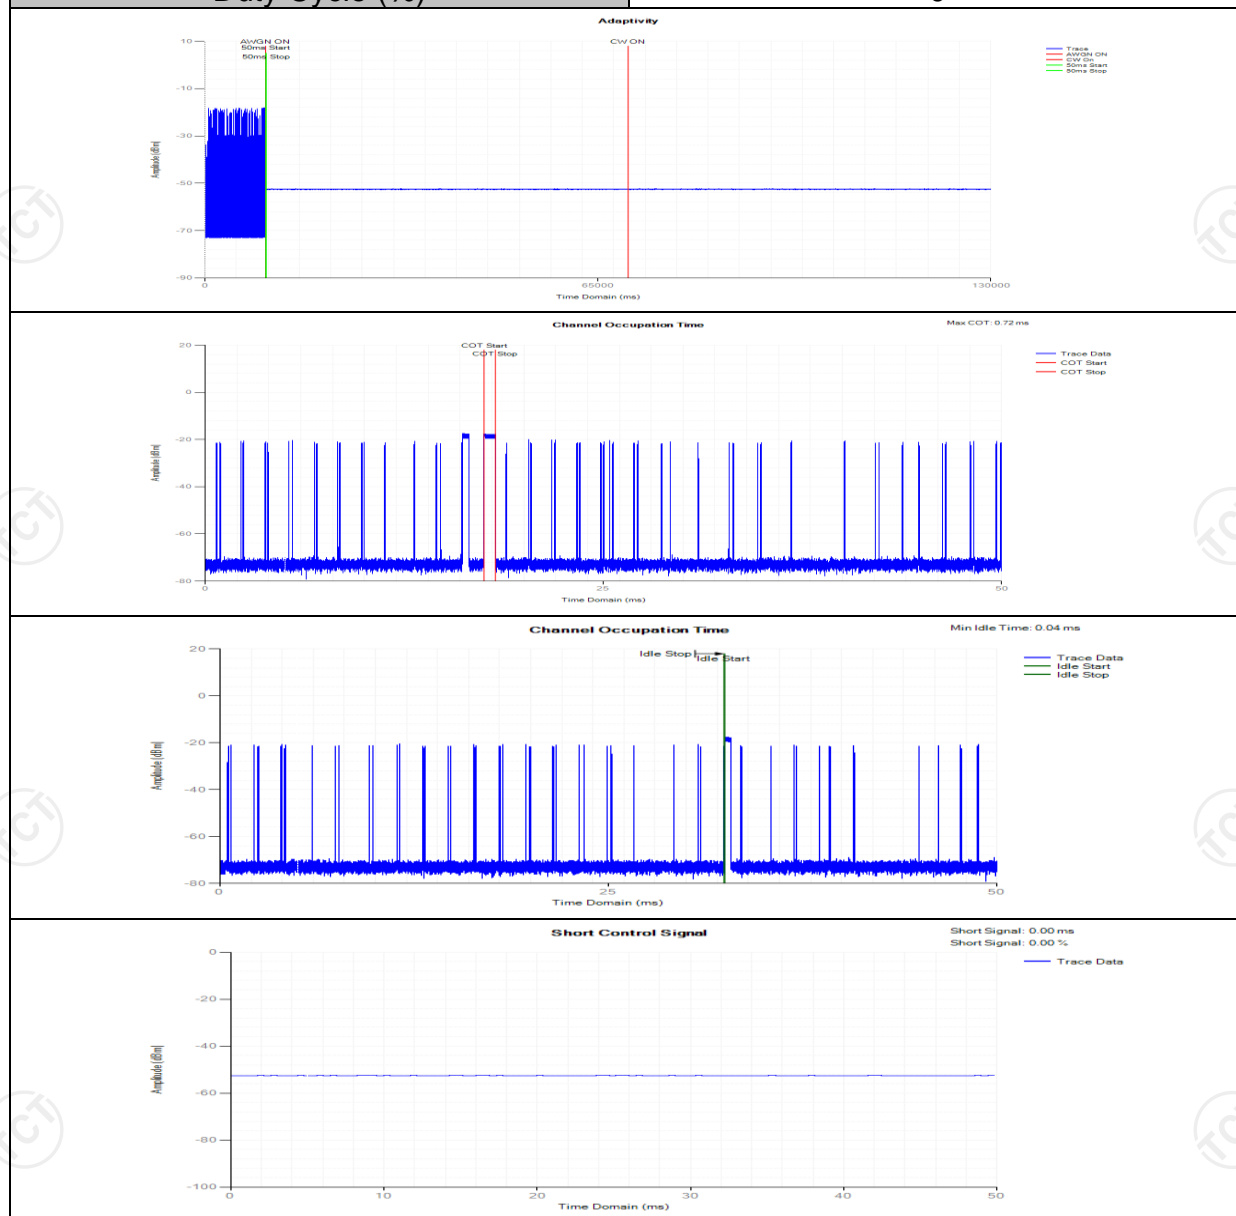 Duty Cycle (%)
Adaptivity
AWGN ON
50ms Start
50ms Stop
CW ON
Trace
AWGN ON
CW On
50ms Start
50ms Stop
10
-10
-30
-50
-70
-90
Amplitude (dBm)
0
65000
130000
Time Domain (ms)
Channel Occupation Time
Max COT: 0.72 ms
COT Start
COT Stop
Trace Data
COT Start
COT Stop
20
0
-20
-40
-60
-80
Amplitude (dBm)
0
25
50
Time Domain (ms)
Channel Occupation Time
Min Idle Time: 0.04 ms
Idle Stop
Idle Start
Trace Data
Idle Start
Idle Stop
20
0
-20
-40
-60
-80
Amplitude (dBm)
0
25
50
Time Domain (ms)
Short Control Signal
Short Signal: 0.00 ms
Short Signal: 0.00 %
Trace Data
0
-20
-40
-60
-80
-100
Amplitude (dBm)
0
10
20
30
40
50
Time Domain (ms)
TCT
TCT
TCT
TCT